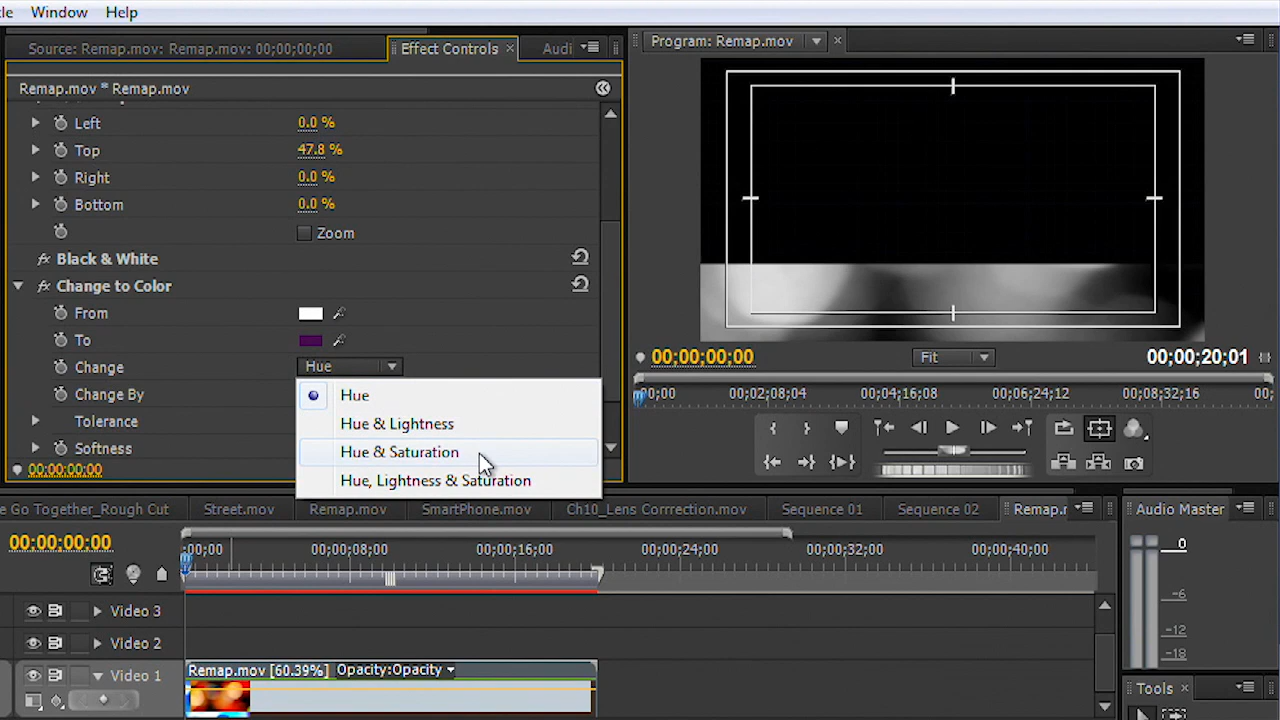 cle Window Help
Source: Remap.mov: Remap.mov: 00;00;00;00
Effect Controls ×
Audi
Program: Remap.mov
Remap.mov * Remap.mov
Left 0.0 %
Top 47.8 %
Right 0.0 %
Bottom 0.0 %
Zoom
fx Black & White
fx Change to Color
From
To
Change Hue
Change By
Tolerance
Softness
Hue
Hue & Lightness
Hue & Saturation
Hue, Lightness & Saturation
00:00:00:00
00;00;00;00 Fit 00;00;20;01
;00;00 00;02;08;04 00;04;16;08 00;06;24;12 00;08;32;16 00;
e Go Together_Rough Cut Street.mov Remap.mov SmartPhone.mov Ch10_Lens Corrrection.mov Sequence 01 Sequence 02 Remap.r
Audio Master
00:00:00:00
:00;00 00;00;08;00 00;00;16;00 00;00;24;00 00;00;32;00 00;00;40;00
0
-6
-12
-18
Video 3
Video 2
Video 1
Remap.mov [60.39%] Opacity:Opacity
Tools ×